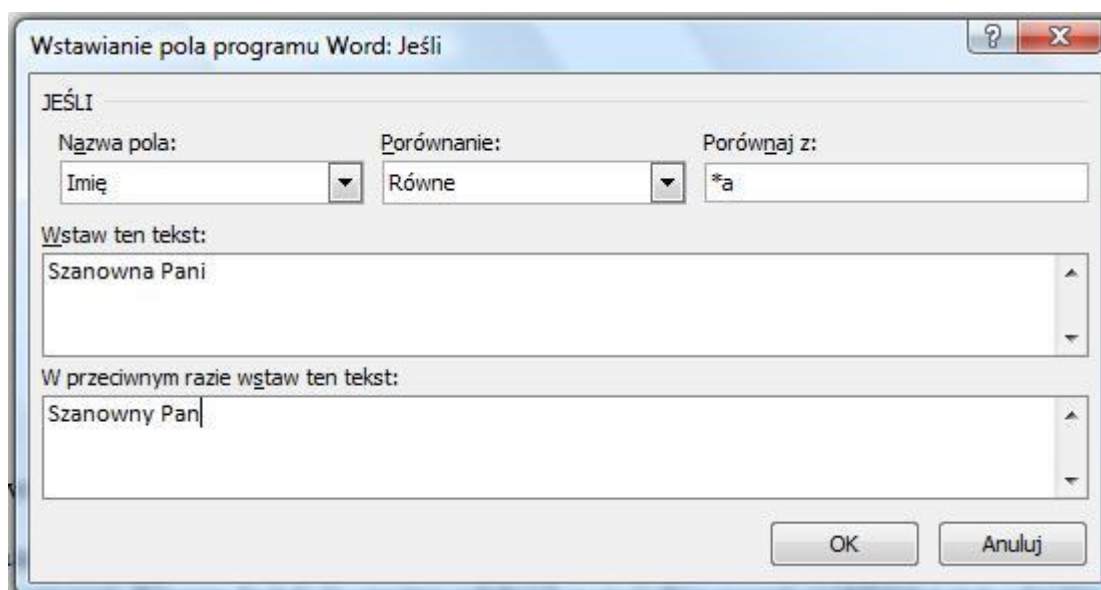 Wstawianie pola programu Word: Jeśli
JEŚLI
Nazwa pola: Porównanie: Porównaj z:
Imię Równe *a
Wstaw ten tekst:
Szanowna Pani
W przeciwnym razie wstaw ten tekst:
Szanowny Pan
OK Anuluj